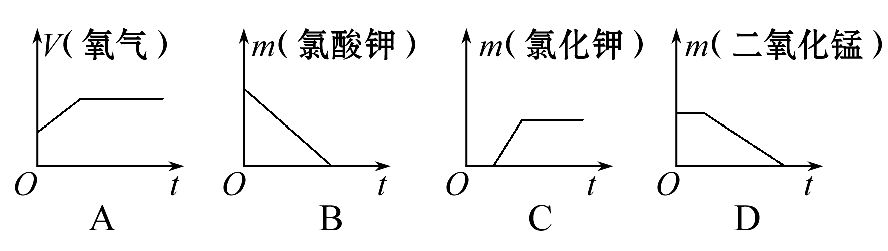 V(氧气) m(氯酸钾) m(氯化钾) m(二氧化锰)
O t O t O t O t
A B C D